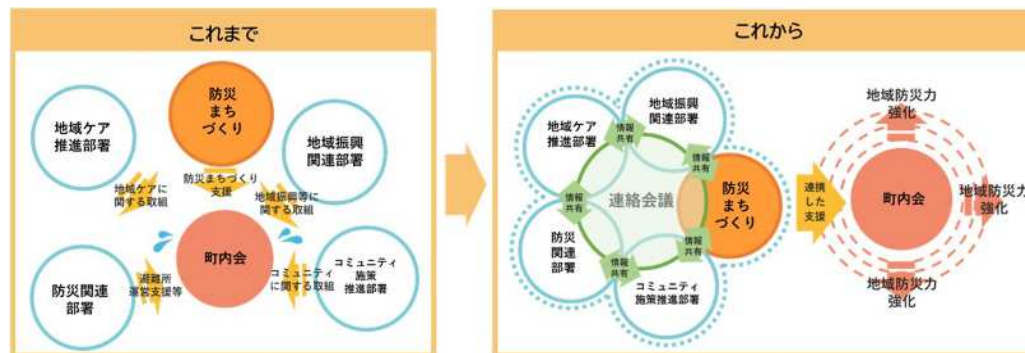 これまで
防災
まち
づくり
地域ケア
推進部署
地域振興
関連部署
地域ケアに
関する取組
防災まちづくり
支援
地域振興等に
関する取組
町内会
防災関連
部署
避難所
運営支援等
コミュニティ
に関する取組
コミュニティ
施策
推進部署
これから
地域振興
関連部署
地域ケア
推進部署
情報
共有
情報
共有
情報
共有
情報
共有
情報
共有
連絡会議
防災
まち
づくり
防災
関連
部署
コミュニティ
施策推進部署
連携
した
支援
町内会
地域防災力
強化
地域防災力
強化
地域防災力
強化